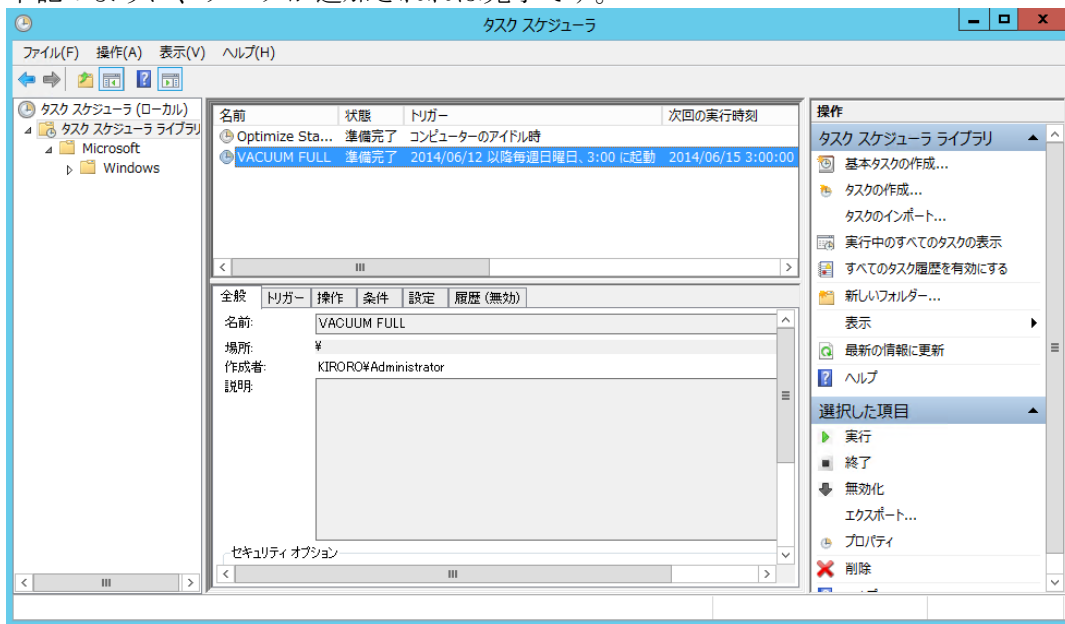 タスク スケジューラ
ファイル(F) 操作(A) 表示(V) ヘルプ(H)
タスク スケジューラ (ローカル)
タスク スケジューラ ライブラリ
Microsoft
Windows
名前 状態 トリガー 次回の実行時刻
Optimize Sta... 準備完了 コンピューターのアイドル時
VACUUM FULL 準備完了 2014/06/12 以降毎週日曜日、3:00 に起動 2014/06/15 3:00:00
全般 トリガー 操作 条件 設定 履歴 (無効)
名前: VACUUM FULL
場所: ¥
作成者: KIRORO¥Administrator
説明:
セキュリティ オプション
操作
タスク スケジューラ ライブラリ
基本タスクの作成...
タスクの作成...
タスクのインポート...
実行中のすべてのタスクの表示
すべてのタスク履歴を有効にする
新しいフォルダー...
表示
最新の情報に更新
ヘルプ
選択した項目
実行
終了
無効化
エクスポート...
プロパティ
削除